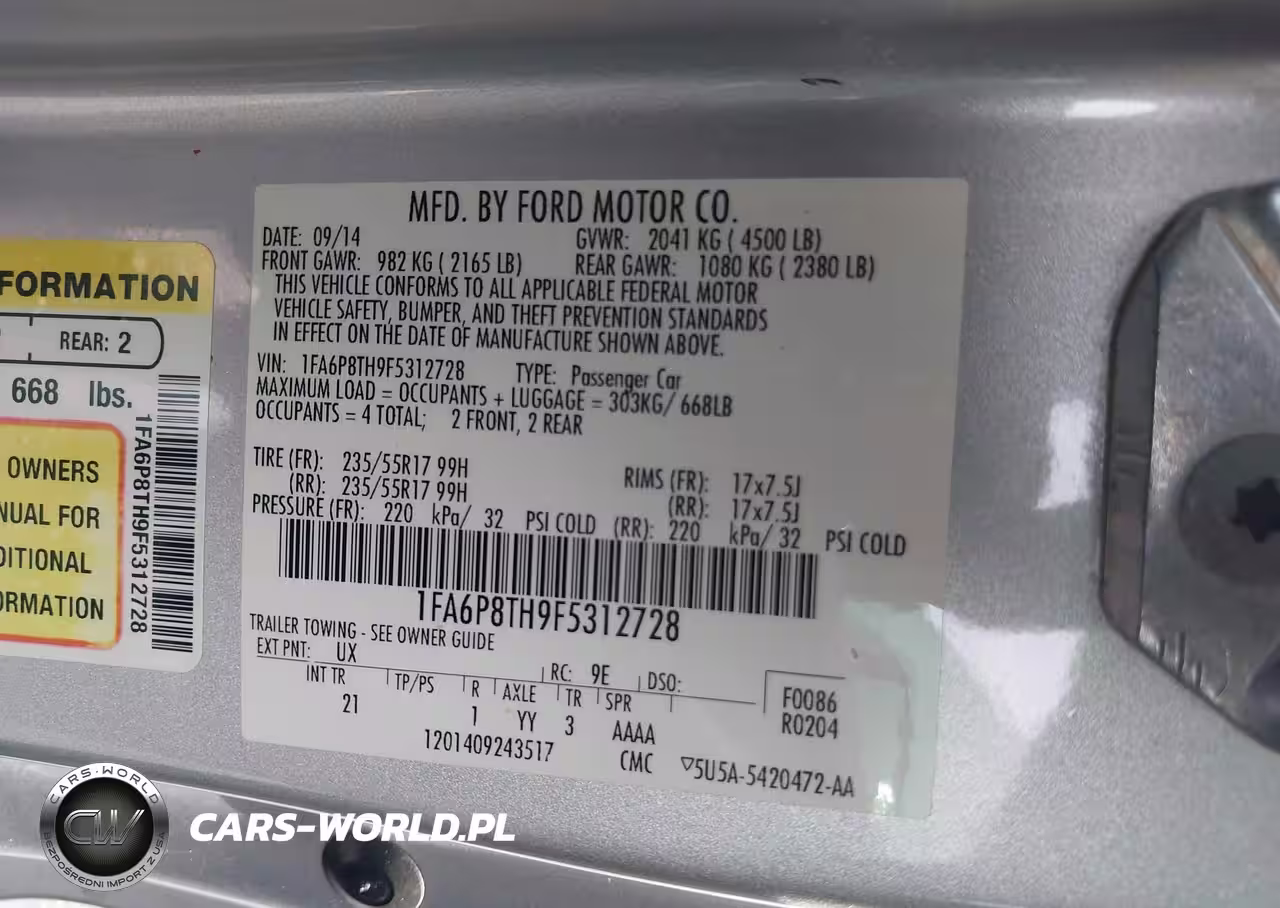 FORMATION
REAR: 2
668 lbs.
OWNERS
NUAL FOR
DITIONAL
ORMATION
1FA6P8TH9F5312728
MFD. BY FORD MOTOR CO.
DATE: 09/14 GVWR: 2041 KG ( 4500 LB)
FRONT GAWR: 982 KG ( 2165 LB) REAR GAWR: 1080 KG ( 2380 LB)
THIS VEHICLE CONFORMS TO ALL APPLICABLE FEDERAL MOTOR
VEHICLE SAFETY, BUMPER, AND THEFT PREVENTION STANDARDS
IN EFFECT ON THE DATE OF MANUFACTURE SHOWN ABOVE.
VIN: 1FA6P8TH9F5312728 TYPE: Passenger Car
MAXIMUM LOAD = OCCUPANTS + LUGGAGE = 303KG/ 668LB
OCCUPANTS = 4 TOTAL; 2 FRONT, 2 REAR
TIRE (FR): 235/55R17 99H RIMS (FR): 17x7.5J
(RR): 235/55R17 99H (RR): 17x7.5J
PRESSURE (FR): 220 kPa/ 32 PSI COLD (RR): 220 kPa/ 32 PSI COLD
1FA6P8TH9F5312728
TRAILER TOWING - SEE OWNER GUIDE
EXT PNT: UX RC: 9E DSO:
INT TR TP/PS R AXLE TR SPR F0086
21 1 YY 3 AAAA R0204
1201409243517 CMC ▽5U5A-5420472-AA
CARS-WORLD
CW
BEZPOŚREDNI IMPORT Z USA
CARS-WORLD.PL